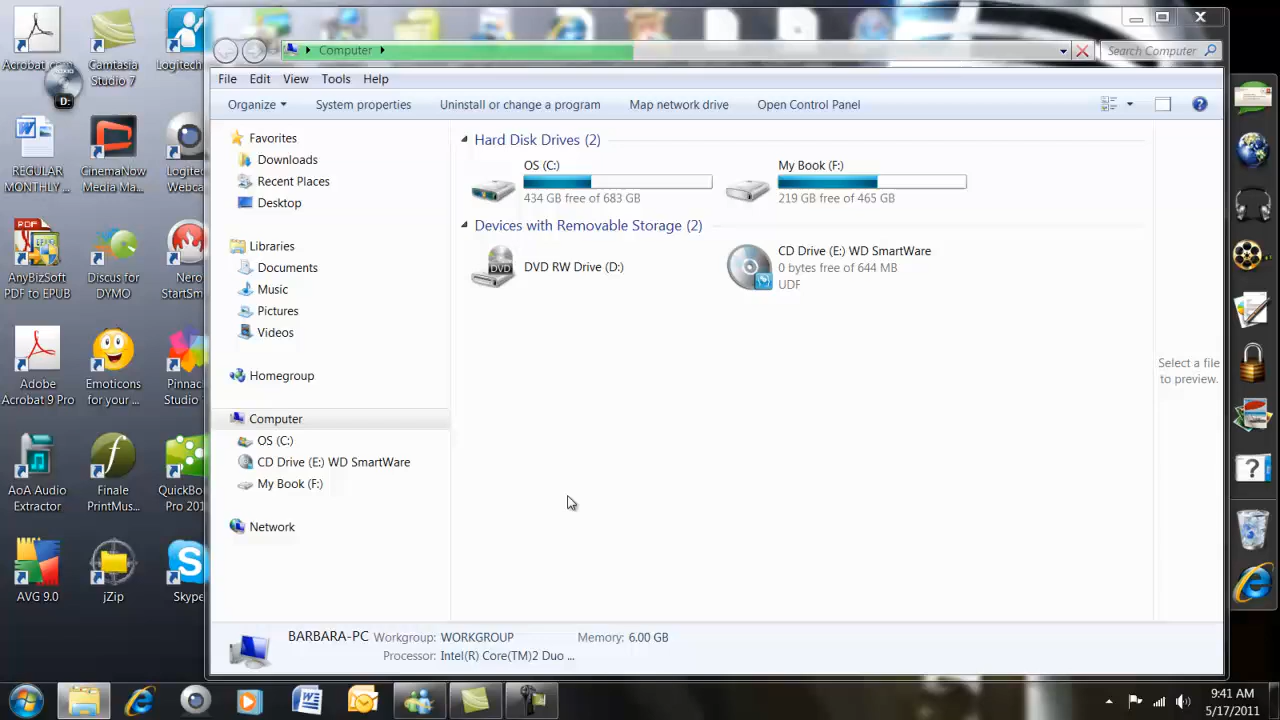 Acrobat.com
Camtasia
Studio 7
Logitech
D:
REGULAR
MONTHLY ...
CinemaNow
Media Ma...
Logitec
Webca
PDF
AnyBizSoft
PDF to EPUB
Discus for
DYMO
Nero
StartSm
Adobe
Acrobat 9 Pro
Emoticons
for your ...
Pinnac
Studio
AoA Audio
Extractor
Finale
PrintMus...
QuickBo
Pro 201
AVG 9.0
jZip
Skype
Computer
Search Computer
File Edit View Tools Help
Organize System properties Uninstall or change a program Map network drive Open Control Panel
Favorites
Downloads
Recent Places
Desktop
Libraries
Documents
Music
Pictures
Videos
Homegroup
Computer
OS (C:)
CD Drive (E:) WD SmartWare
My Book (F:)
Network
Hard Disk Drives (2)
OS (C:)
434 GB free of 683 GB
My Book (F:)
219 GB free of 465 GB
Devices with Removable Storage (2)
DVD
DVD RW Drive (D:)
CD Drive (E:) WD SmartWare
0 bytes free of 644 MB
UDF
Select a file
to preview.
BARBARA-PC Workgroup: WORKGROUP Memory: 6.00 GB
Processor: Intel(R) Core(TM)2 Duo ...
9:41 AM
5/17/2011